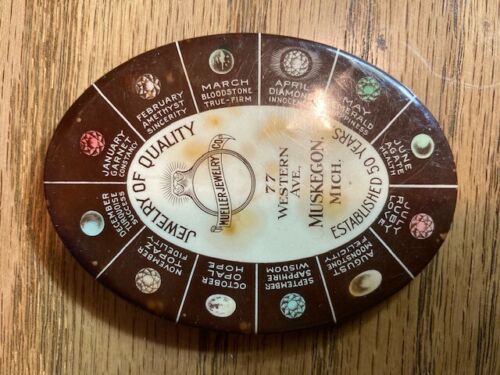 JEWELRY OF QUALITY
MUELLER JEWELRY CO.
77
WESTERN
AVE.
MUSKEGON,
MICH.
ESTABLISHED 50 YEARS
JANUARY
GARNET
CONSTANCY
FEBRUARY
AMETHYST
SINCERITY
MARCH
BLOODSTONE
TRUE-FIRM
APRIL
DIAMOND
INNOCENCE
MAY
EMERALD
HAPPINESS
JUNE
AGATE
HEALTH
JULY
RUBY
LOVE
AUGUST
MOONSTONE
FELICITY
SEPTEMBER
SAPPHIRE
WISDOM
OCTOBER
OPAL
HOPE
NOVEMBER
TOPAZ
FIDELITY
DECEMBER
TURQUOISE
SUCCESS